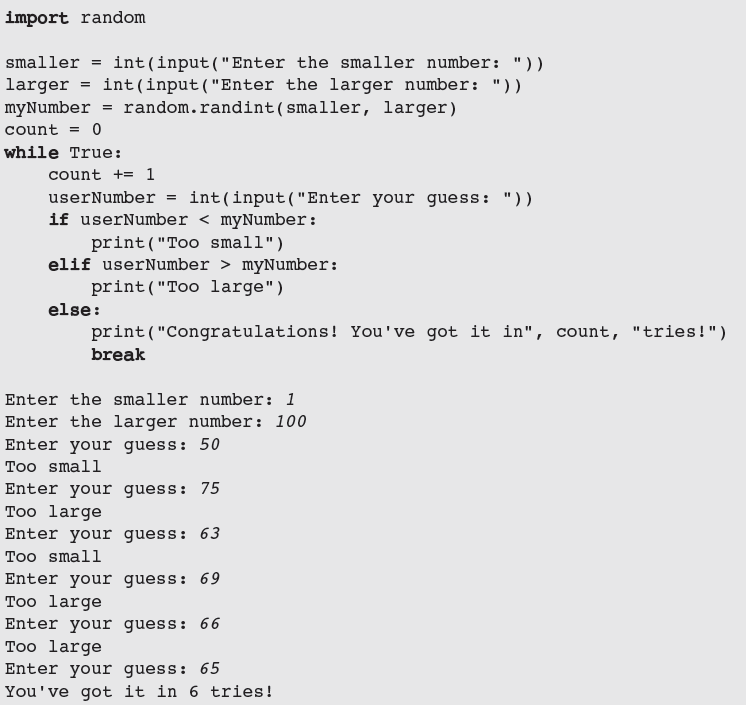 import random

smaller = int(input("Enter the smaller number: "))
larger = int(input("Enter the larger number: "))
myNumber = random.randint(smaller, larger)
count = 0
while True:
    count += 1
    userNumber = int(input("Enter your guess: "))
    if userNumber < myNumber:
        print("Too small")
    elif userNumber > myNumber:
        print("Too large")
    else:
        print("Congratulations! You've got it in", count, "tries!")
        break

Enter the smaller number: 1
Enter the larger number: 100
Enter your guess: 50
Too small
Enter your guess: 75
Too large
Enter your guess: 63
Too small
Enter your guess: 69
Too large
Enter your guess: 66
Too large
Enter your guess: 65
You've got it in 6 tries!